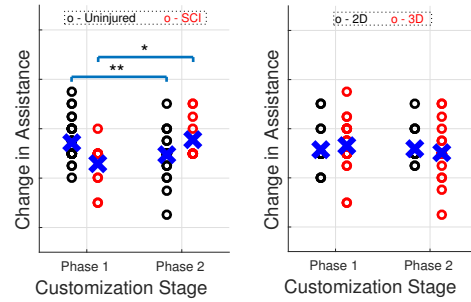 o - Uninjured o - SCI
*
**
Change in Assistance
Phase 1 Phase 2
Customization Stage
o - 2D o - 3D
Change in Assistance
Phase 1 Phase 2
Customization Stage